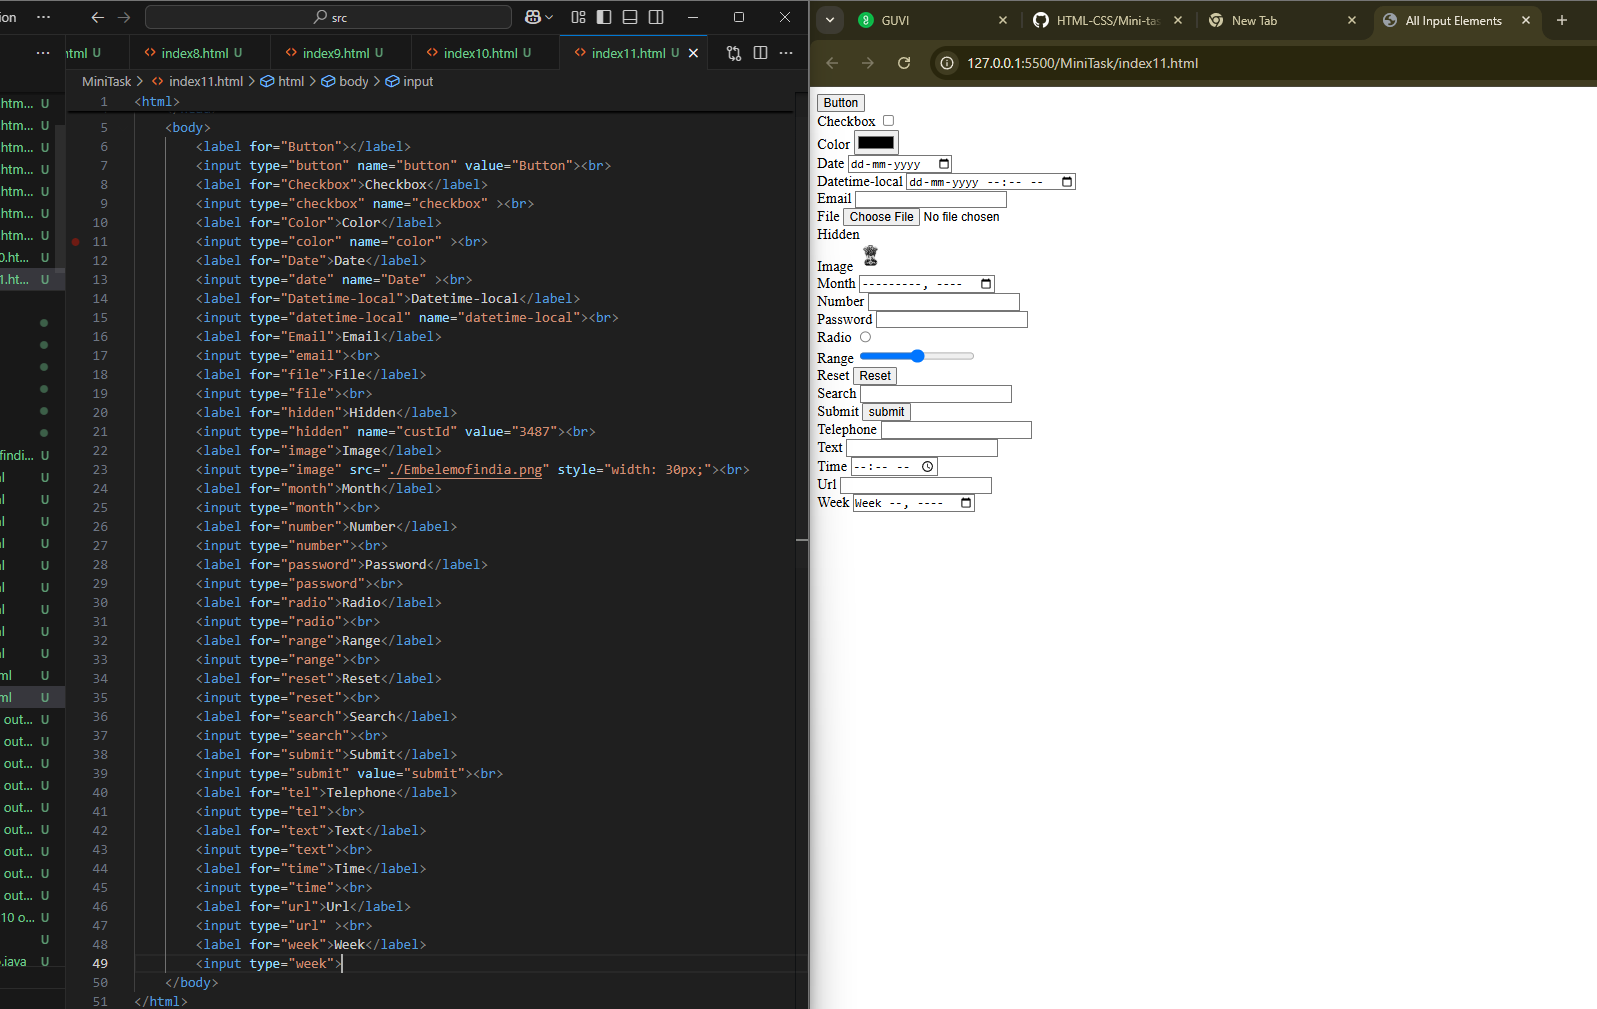 ion ··· src
GUVI HTML-CSS/Mini-tas New Tab All Input Elements
··· html U index8.html U index9.html U index10.html U index11.html U ···
127.0.0.1:5500/MiniTask/index11.html
MiniTask > index11.html > html > body > input
htm... U
htm... U
htm... U
htm... U
htm... U
htm... U
htm... U
0.ht... U
1.ht... U
findi... U
l U
l U
l U
l U
l U
l U
l U
l U
l U
ml U
ml U
out... U
out... U
out... U
out... U
out... U
out... U
out... U
out... U
out... U
10 o... U
U
.java U
1 <html>
5 <body>
6 <label for="Button"></label>
7 <input type="button" name="button" value="Button"><br>
8 <label for="Checkbox">Checkbox</label>
9 <input type="checkbox" name="checkbox" ><br>
10 <label for="Color">Color</label>
11 <input type="color" name="color" ><br>
12 <label for="Date">Date</label>
13 <input type="date" name="Date" ><br>
14 <label for="Datetime-local">Datetime-local</label>
15 <input type="datetime-local" name="datetime-local"><br>
16 <label for="Email">Email</label>
17 <input type="email"><br>
18 <label for="file">File</label>
19 <input type="file"><br>
20 <label for="hidden">Hidden</label>
21 <input type="hidden" name="custId" value="3487"><br>
22 <label for="image">Image</label>
23 <input type="image" src="./Embelemofindia.png" style="width: 30px;"><br>
24 <label for="month">Month</label>
25 <input type="month"><br>
26 <label for="number">Number</label>
27 <input type="number"><br>
28 <label for="password">Password</label>
29 <input type="password"><br>
30 <label for="radio">Radio</label>
31 <input type="radio"><br>
32 <label for="range">Range</label>
33 <input type="range"><br>
34 <label for="reset">Reset</label>
35 <input type="reset"><br>
36 <label for="search">Search</label>
37 <input type="search"><br>
38 <label for="submit">Submit</label>
39 <input type="submit" value="submit"><br>
40 <label for="tel">Telephone</label>
41 <input type="tel"><br>
42 <label for="text">Text</label>
43 <input type="text"><br>
44 <label for="time">Time</label>
45 <input type="time"><br>
46 <label for="url">Url</label>
47 <input type="url" ><br>
48 <label for="week">Week</label>
49 <input type="week">
50 </body>
51 </html>
Button
Checkbox
Color
Date dd-mm-yyyy
Datetime-local dd-mm-yyyy --:-- --
Email
File Choose File No file chosen
Hidden
Image
Month ---------, ----
Number
Password
Radio
Range
Reset Reset
Search
Submit submit
Telephone
Text
Time --:-- --
Url
Week Week --, ----